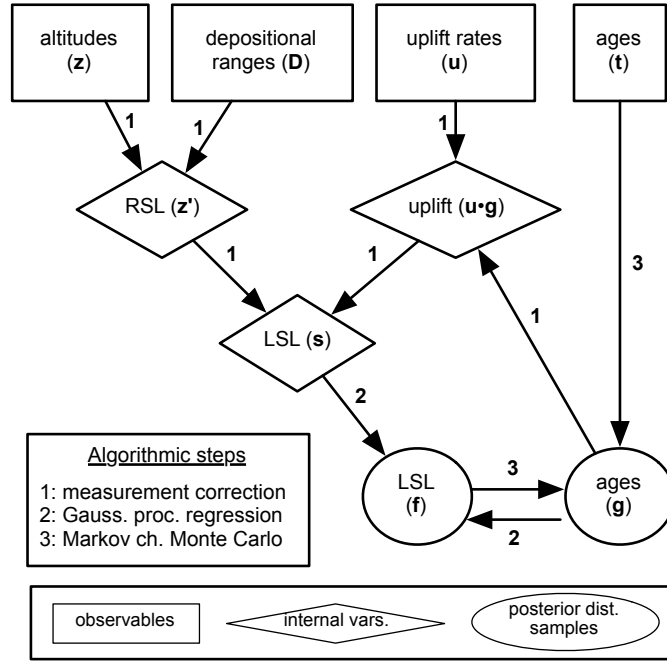 altitudes
(z)
depositional
ranges (D)
uplift rates
(u)
ages
(t)
1
1
1
RSL (z')
uplift (u•g)
3
1
1
1
LSL (s)
2
Algorithmic steps
1: measurement correction
2: Gauss. proc. regression
3: Markov ch. Monte Carlo
LSL
(f)
3
2
ages
(g)
observables
internal vars.
posterior dist.
samples